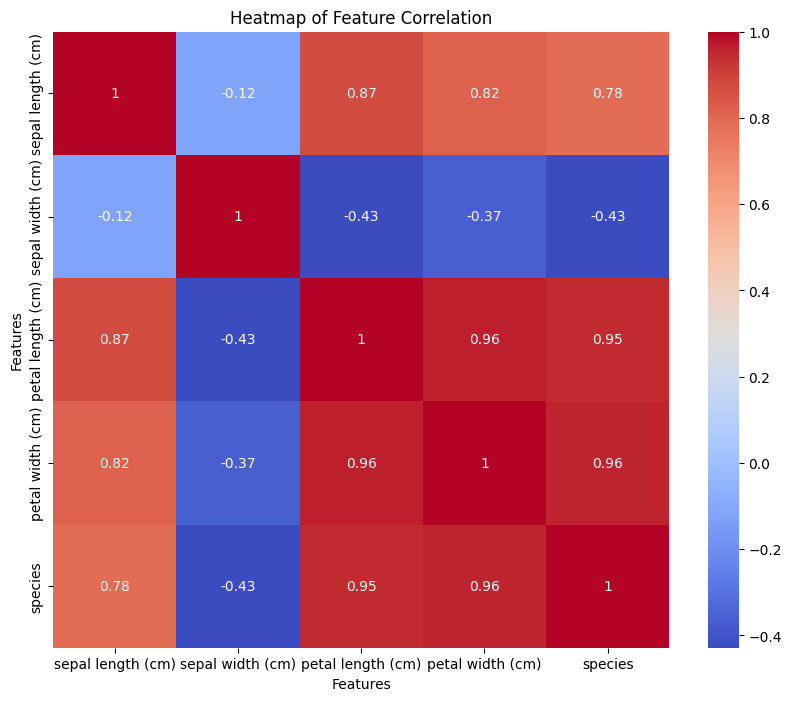 Heatmap of Feature Correlation
Features
sepal length (cm)
1 -0.12 0.87 0.82 0.78
sepal width (cm)
-0.12 1 -0.43 -0.37 -0.43
petal length (cm)
0.87 -0.43 1 0.96 0.95
petal width (cm)
0.82 -0.37 0.96 1 0.96
species
0.78 -0.43 0.95 0.96 1
sepal length (cm) sepal width (cm) petal length (cm) petal width (cm) species
Features
1.0
0.8
0.6
0.4
0.2
0.0
−0.2
−0.4